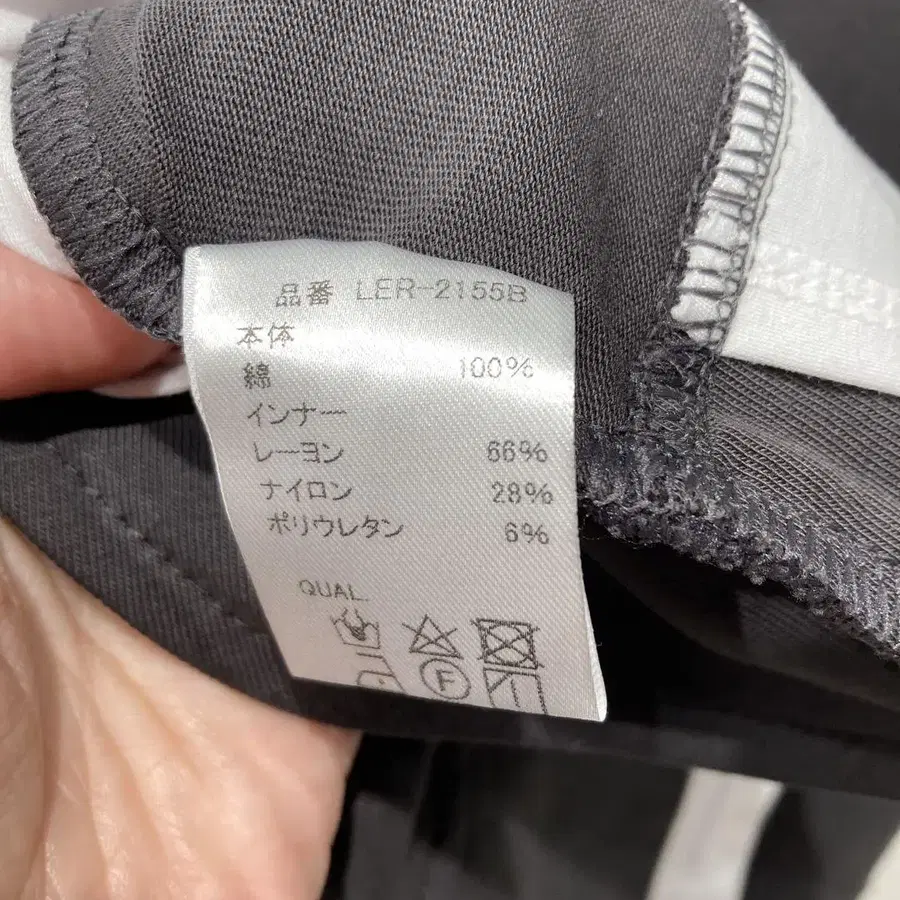 品番 LER-2155B
本体
綿 100%
インナー
レーヨン 66%
ナイロン 28%
ポリウレタン 6%
QUAL.
F